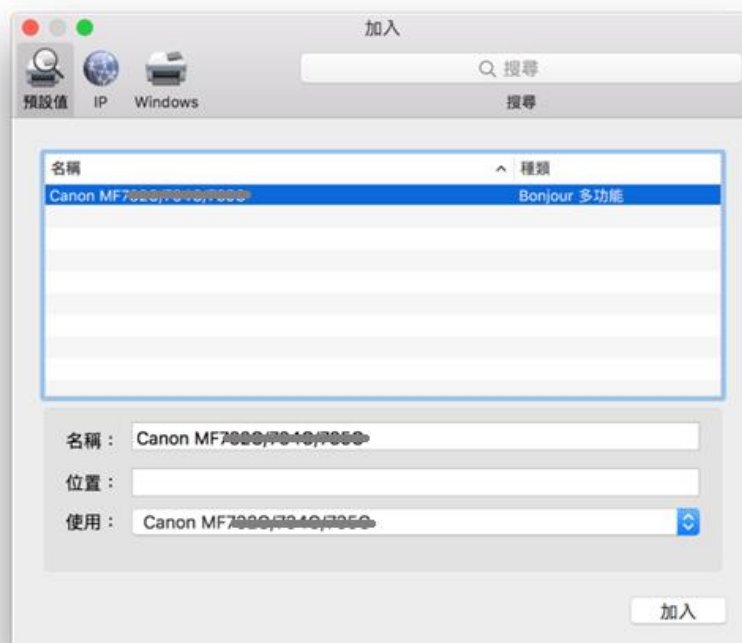 加入
搜尋
預設值 IP Windows 搜尋
名稱 種類
Canon MF7 Bonjour 多功能
名稱： Canon MF7
位置：
使用： Canon MF7
加入